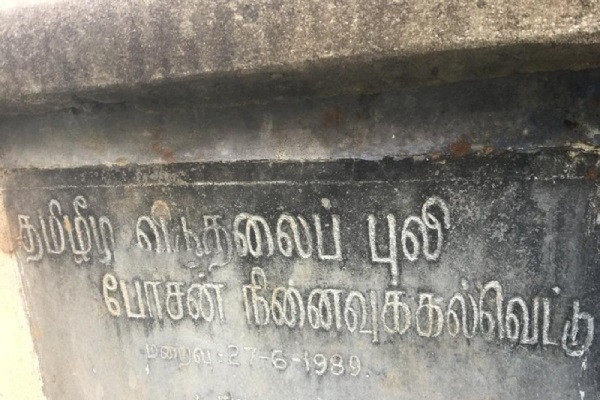 தமிழீழ விடுதலைப் புலி
போசன் நினைவுக்கல்வெட்டு
மறைவு:-27-6-1989.